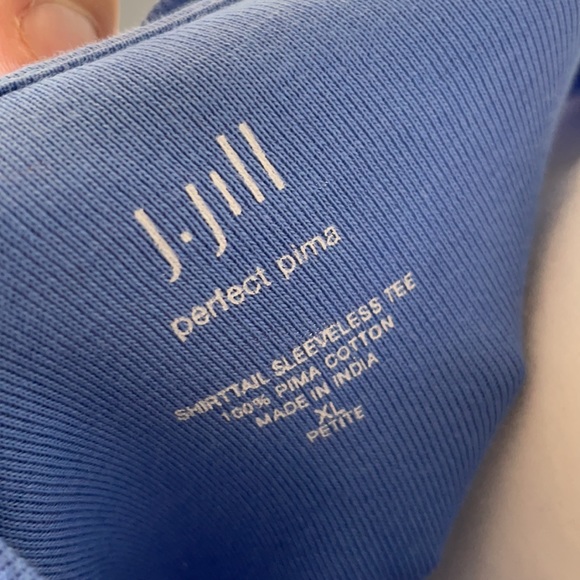 J.Jill
perfect pima
SHIRTTAIL SLEEVELESS TEE
100% PIMA COTTON
MADE IN INDIA
XL
PETITE